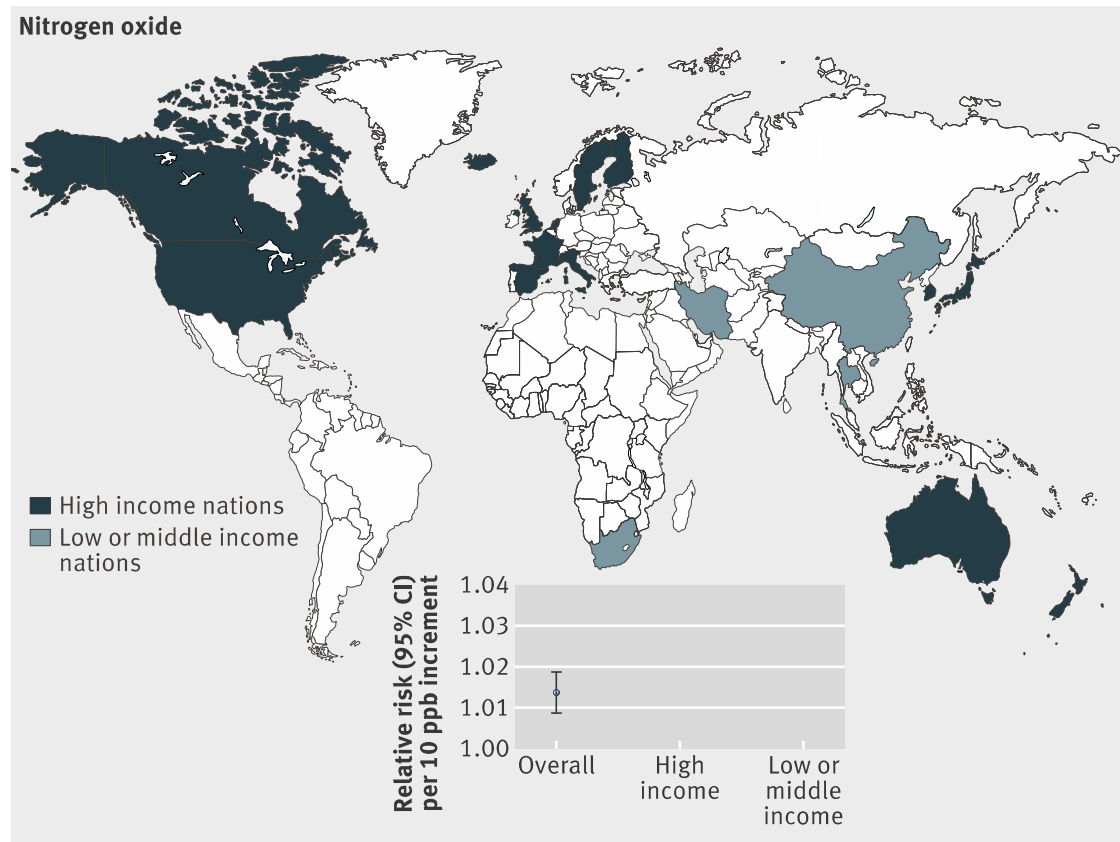 Nitrogen oxide
High income nations
Low or middle income
nations
Relative risk (95% CI)
per 10 ppb increment
1.04
1.03
1.02
1.01
1.00
Overall
High
income
Low or
middle
income